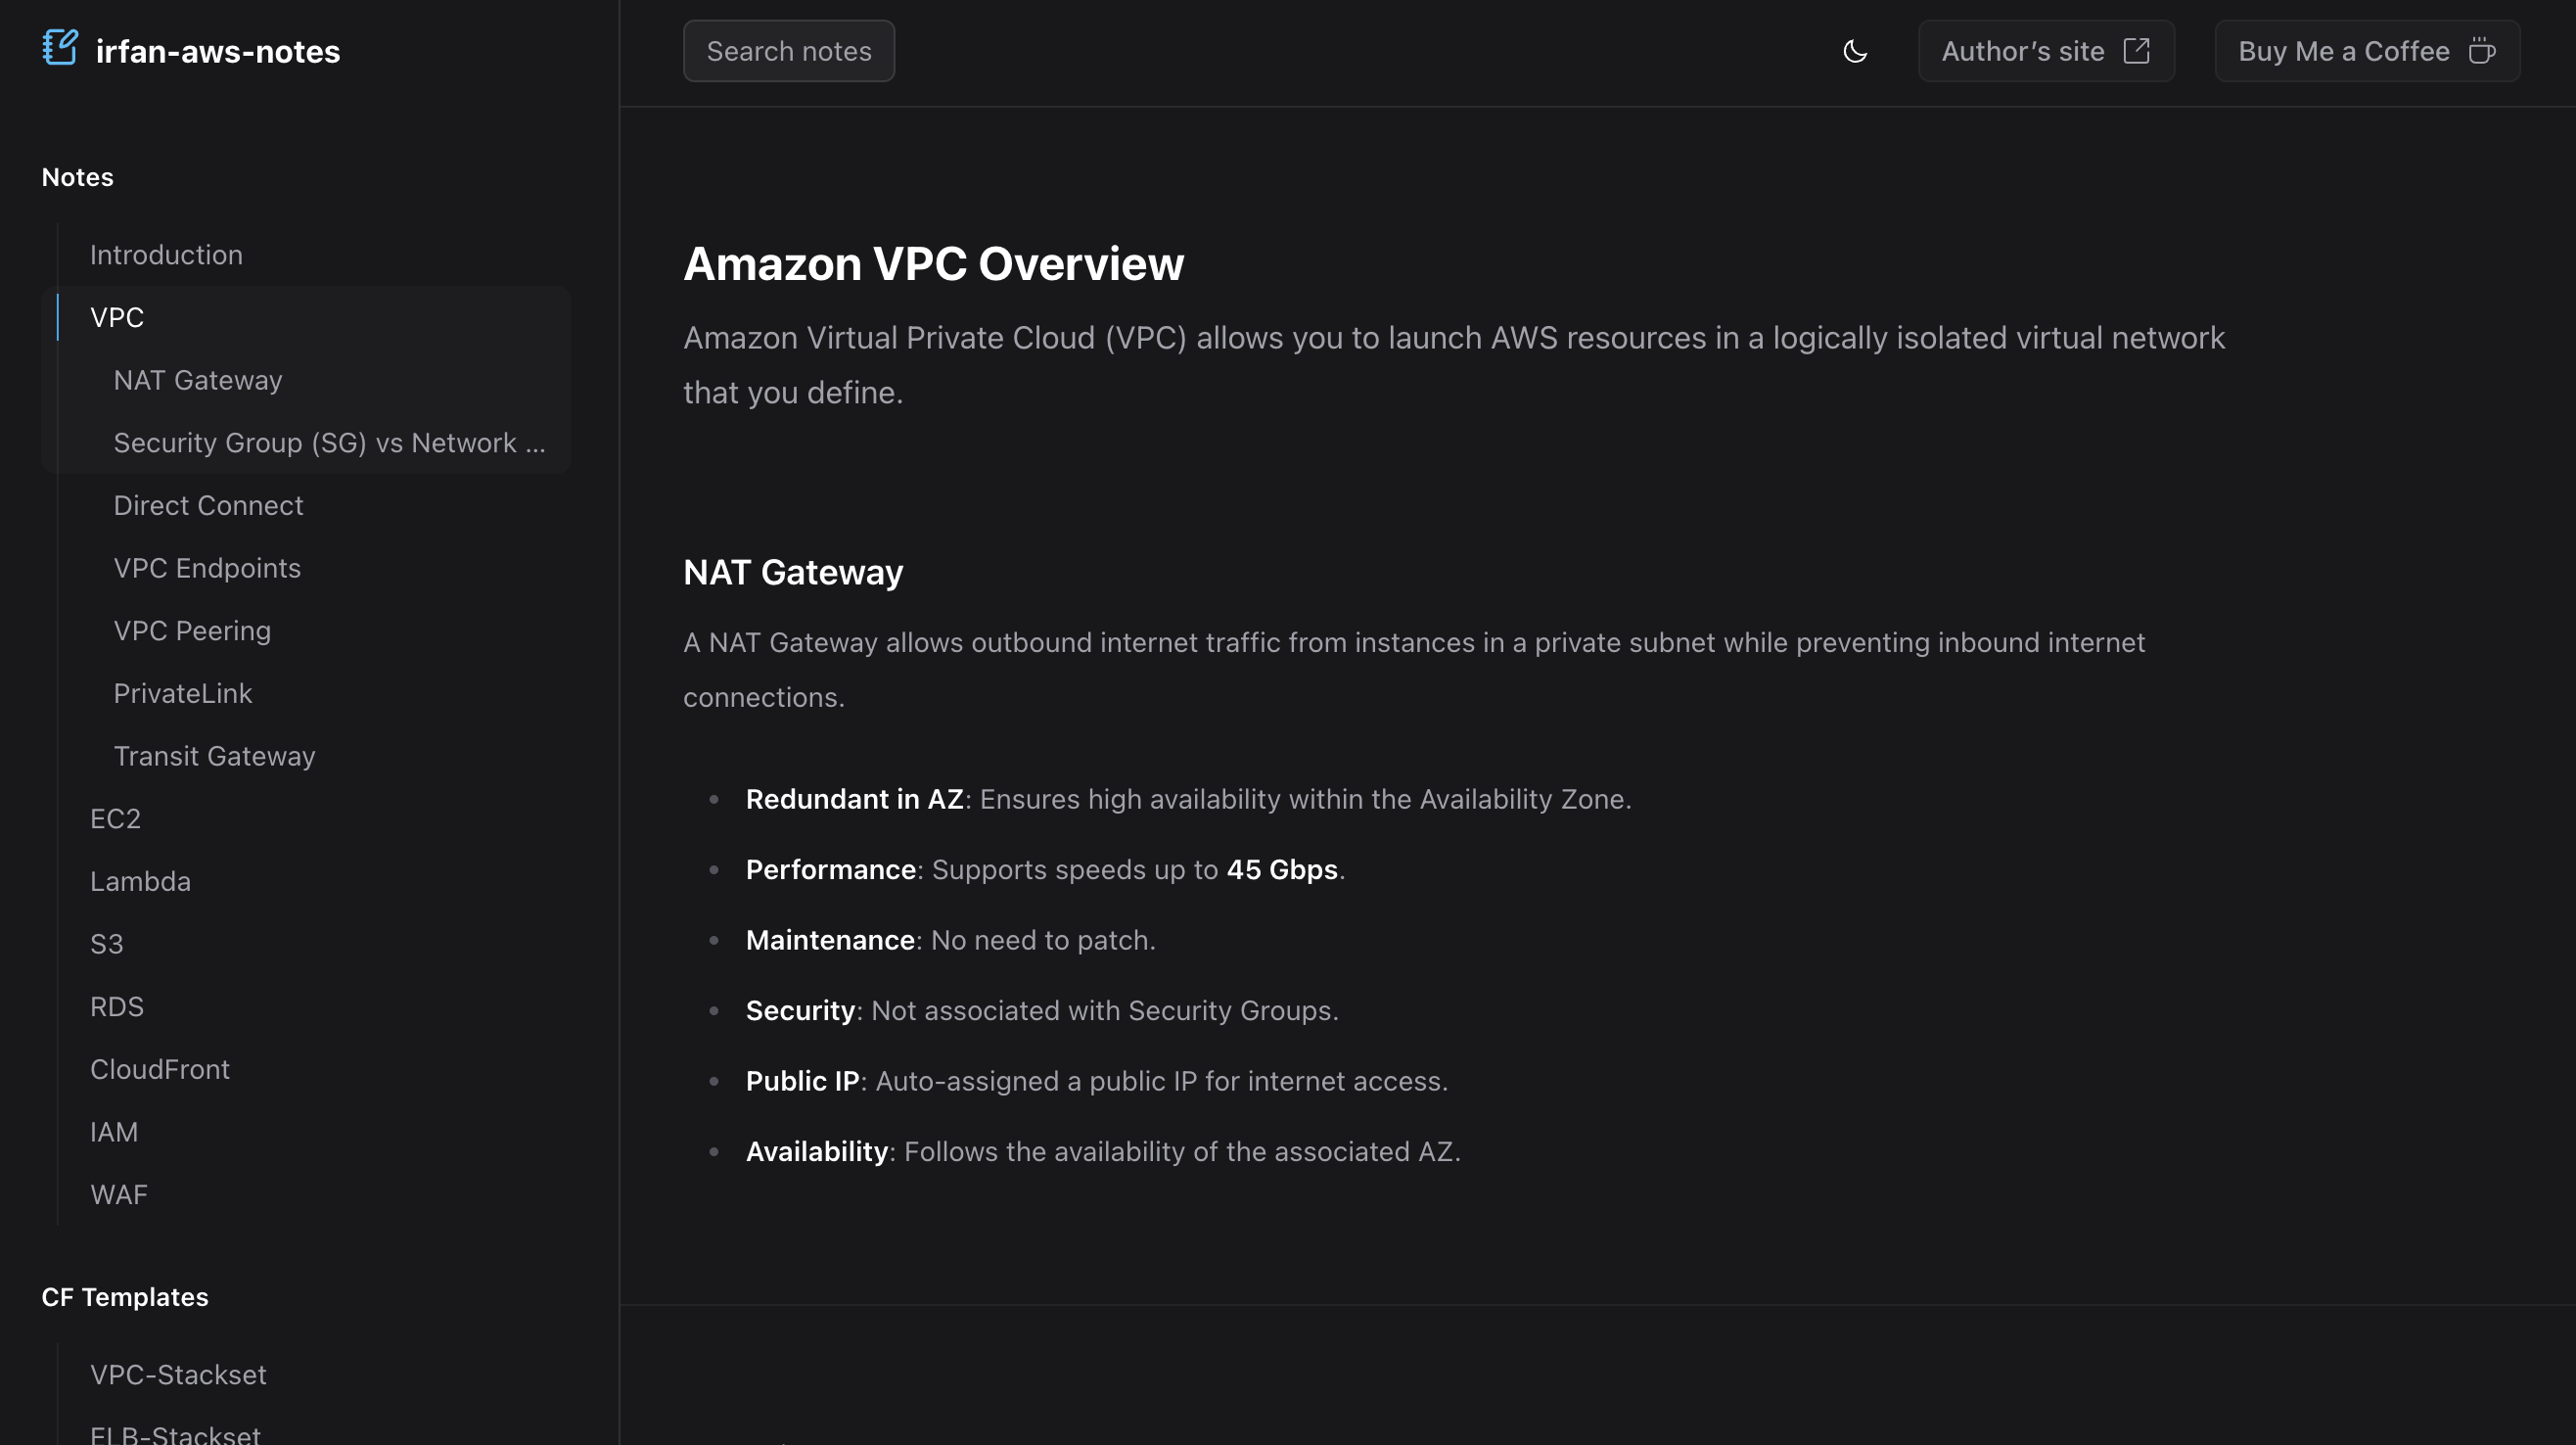 irfan-aws-notes
Search notes
Author’s site
Buy Me a Coffee
Notes
Introduction
VPC
NAT Gateway
Security Group (SG) vs Network ...
Direct Connect
VPC Endpoints
VPC Peering
PrivateLink
Transit Gateway
EC2
Lambda
S3
RDS
CloudFront
IAM
WAF
CF Templates
VPC-Stackset
ELB-Stackset
Amazon VPC Overview
Amazon Virtual Private Cloud (VPC) allows you to launch AWS resources in a logically isolated virtual network
that you define.
NAT Gateway
A NAT Gateway allows outbound internet traffic from instances in a private subnet while preventing inbound internet
connections.
Redundant in AZ: Ensures high availability within the Availability Zone.
Performance: Supports speeds up to 45 Gbps.
Maintenance: No need to patch.
Security: Not associated with Security Groups.
Public IP: Auto-assigned a public IP for internet access.
Availability: Follows the availability of the associated AZ.